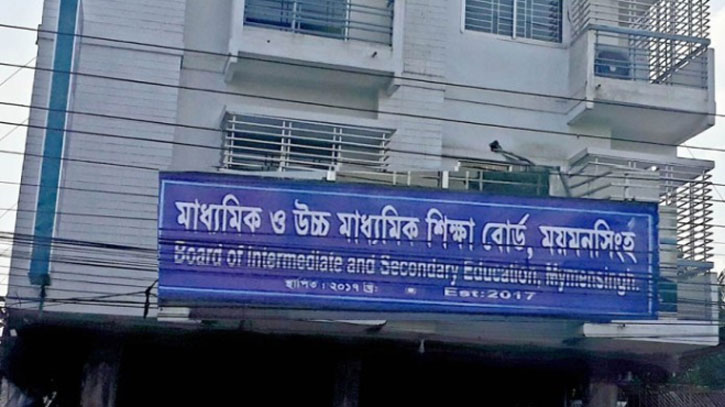 মাধ্যমিক ও উচ্চ মাধ্যমিক শিক্ষা বোর্ড, ময়মনসিংহ
Board of Intermediate and Secondary Education, Mymensingh.
স্থাপিত : ২০১৭ খ্রি: Est:2017